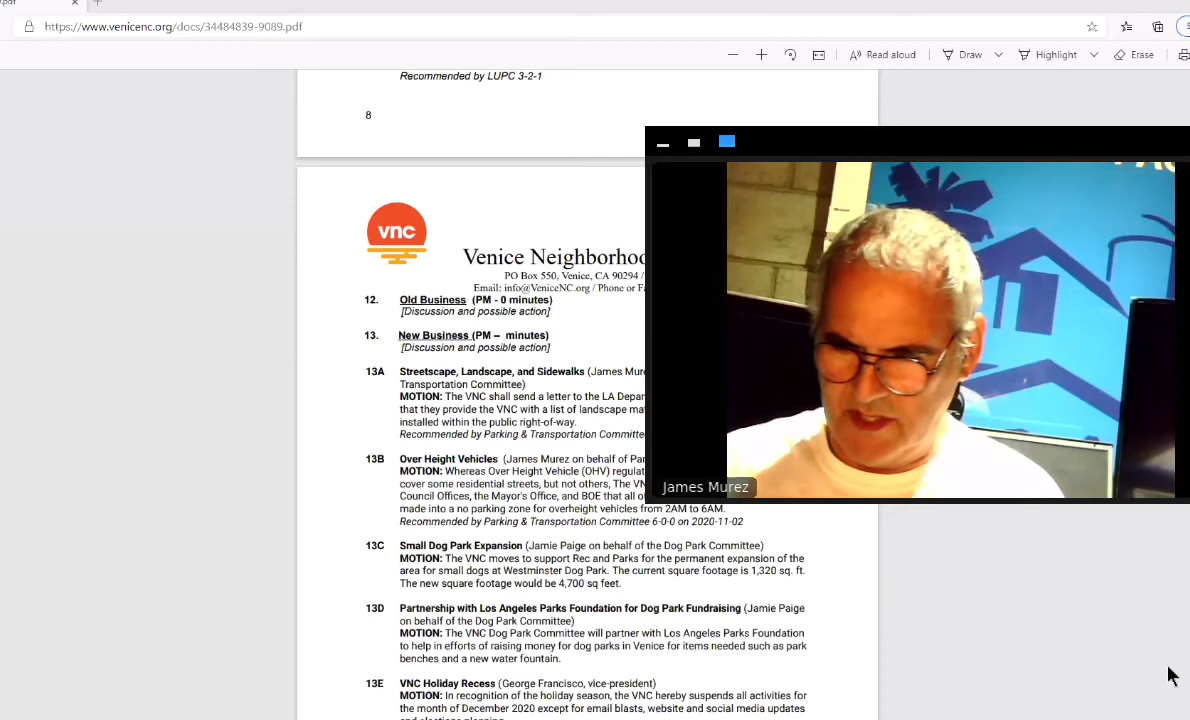 .pdf
https://www.venicenc.org/docs/34484839-9089.pdf
Read aloud
Draw
Highlight
Erase
Recommended by LUPC 3-2-1
8
vnc
Venice Neighborhoo
PO Box 550, Venice, CA 90294 /
Email: info@VeniceNC.org / Phone or Fa
12. Old Business (PM - 0 minutes)
[Discussion and possible action]
13. New Business (PM – minutes)
[Discussion and possible action]
13A Streetscape, Landscape, and Sidewalks (James Mure
Transportation Committee)
MOTION: The VNC shall send a letter to the LA Depar
that they provide the VNC with a list of landscape ma
installed within the public right-of-way.
Recommended by Parking & Transportation Committe
13B Over Height Vehicles (James Murez on behalf of Par
MOTION: Whereas Over Height Vehicle (OHV) regulat
cover some residential streets, but not others, The VN
Council Offices, the Mayor's Office, and BOE that all o
made into a no parking zone for overheight vehicles from 2AM to 6AM.
Recommended by Parking & Transportation Committee 6-0-0 on 2020-11-02
13C Small Dog Park Expansion (Jamie Paige on behalf of the Dog Park Committee)
MOTION: The VNC moves to support Rec and Parks for the permanent expansion of the
area for small dogs at Westminster Dog Park. The current square footage is 1,320 sq. ft.
The new square footage would be 4,700 sq feet.
13D Partnership with Los Angeles Parks Foundation for Dog Park Fundraising (Jamie Paige
on behalf of the Dog Park Committee)
MOTION: The VNC Dog Park Committee will partner with Los Angeles Parks Foundation
to help in efforts of raising money for dog parks in Venice for items needed such as park
benches and a new water fountain.
13E VNC Holiday Recess (George Francisco, vice-president)
MOTION: In recognition of the holiday season, the VNC hereby suspends all activities for
the month of December 2020 except for email blasts, website and social media updates
James Murez